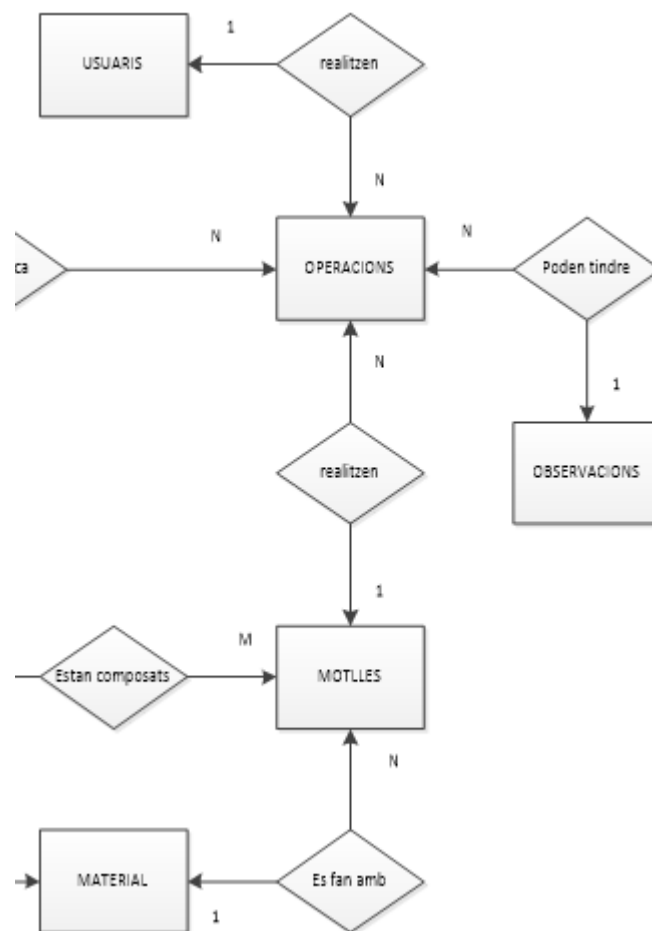 1
USUARIS
realitzen
N
N
N
ca
OPERACIONS
Poden tindre
N
1
realitzen
OBSERVACIONS
1
M
Estan composats
MOTLLES
N
MATERIAL
Es fan amb
1